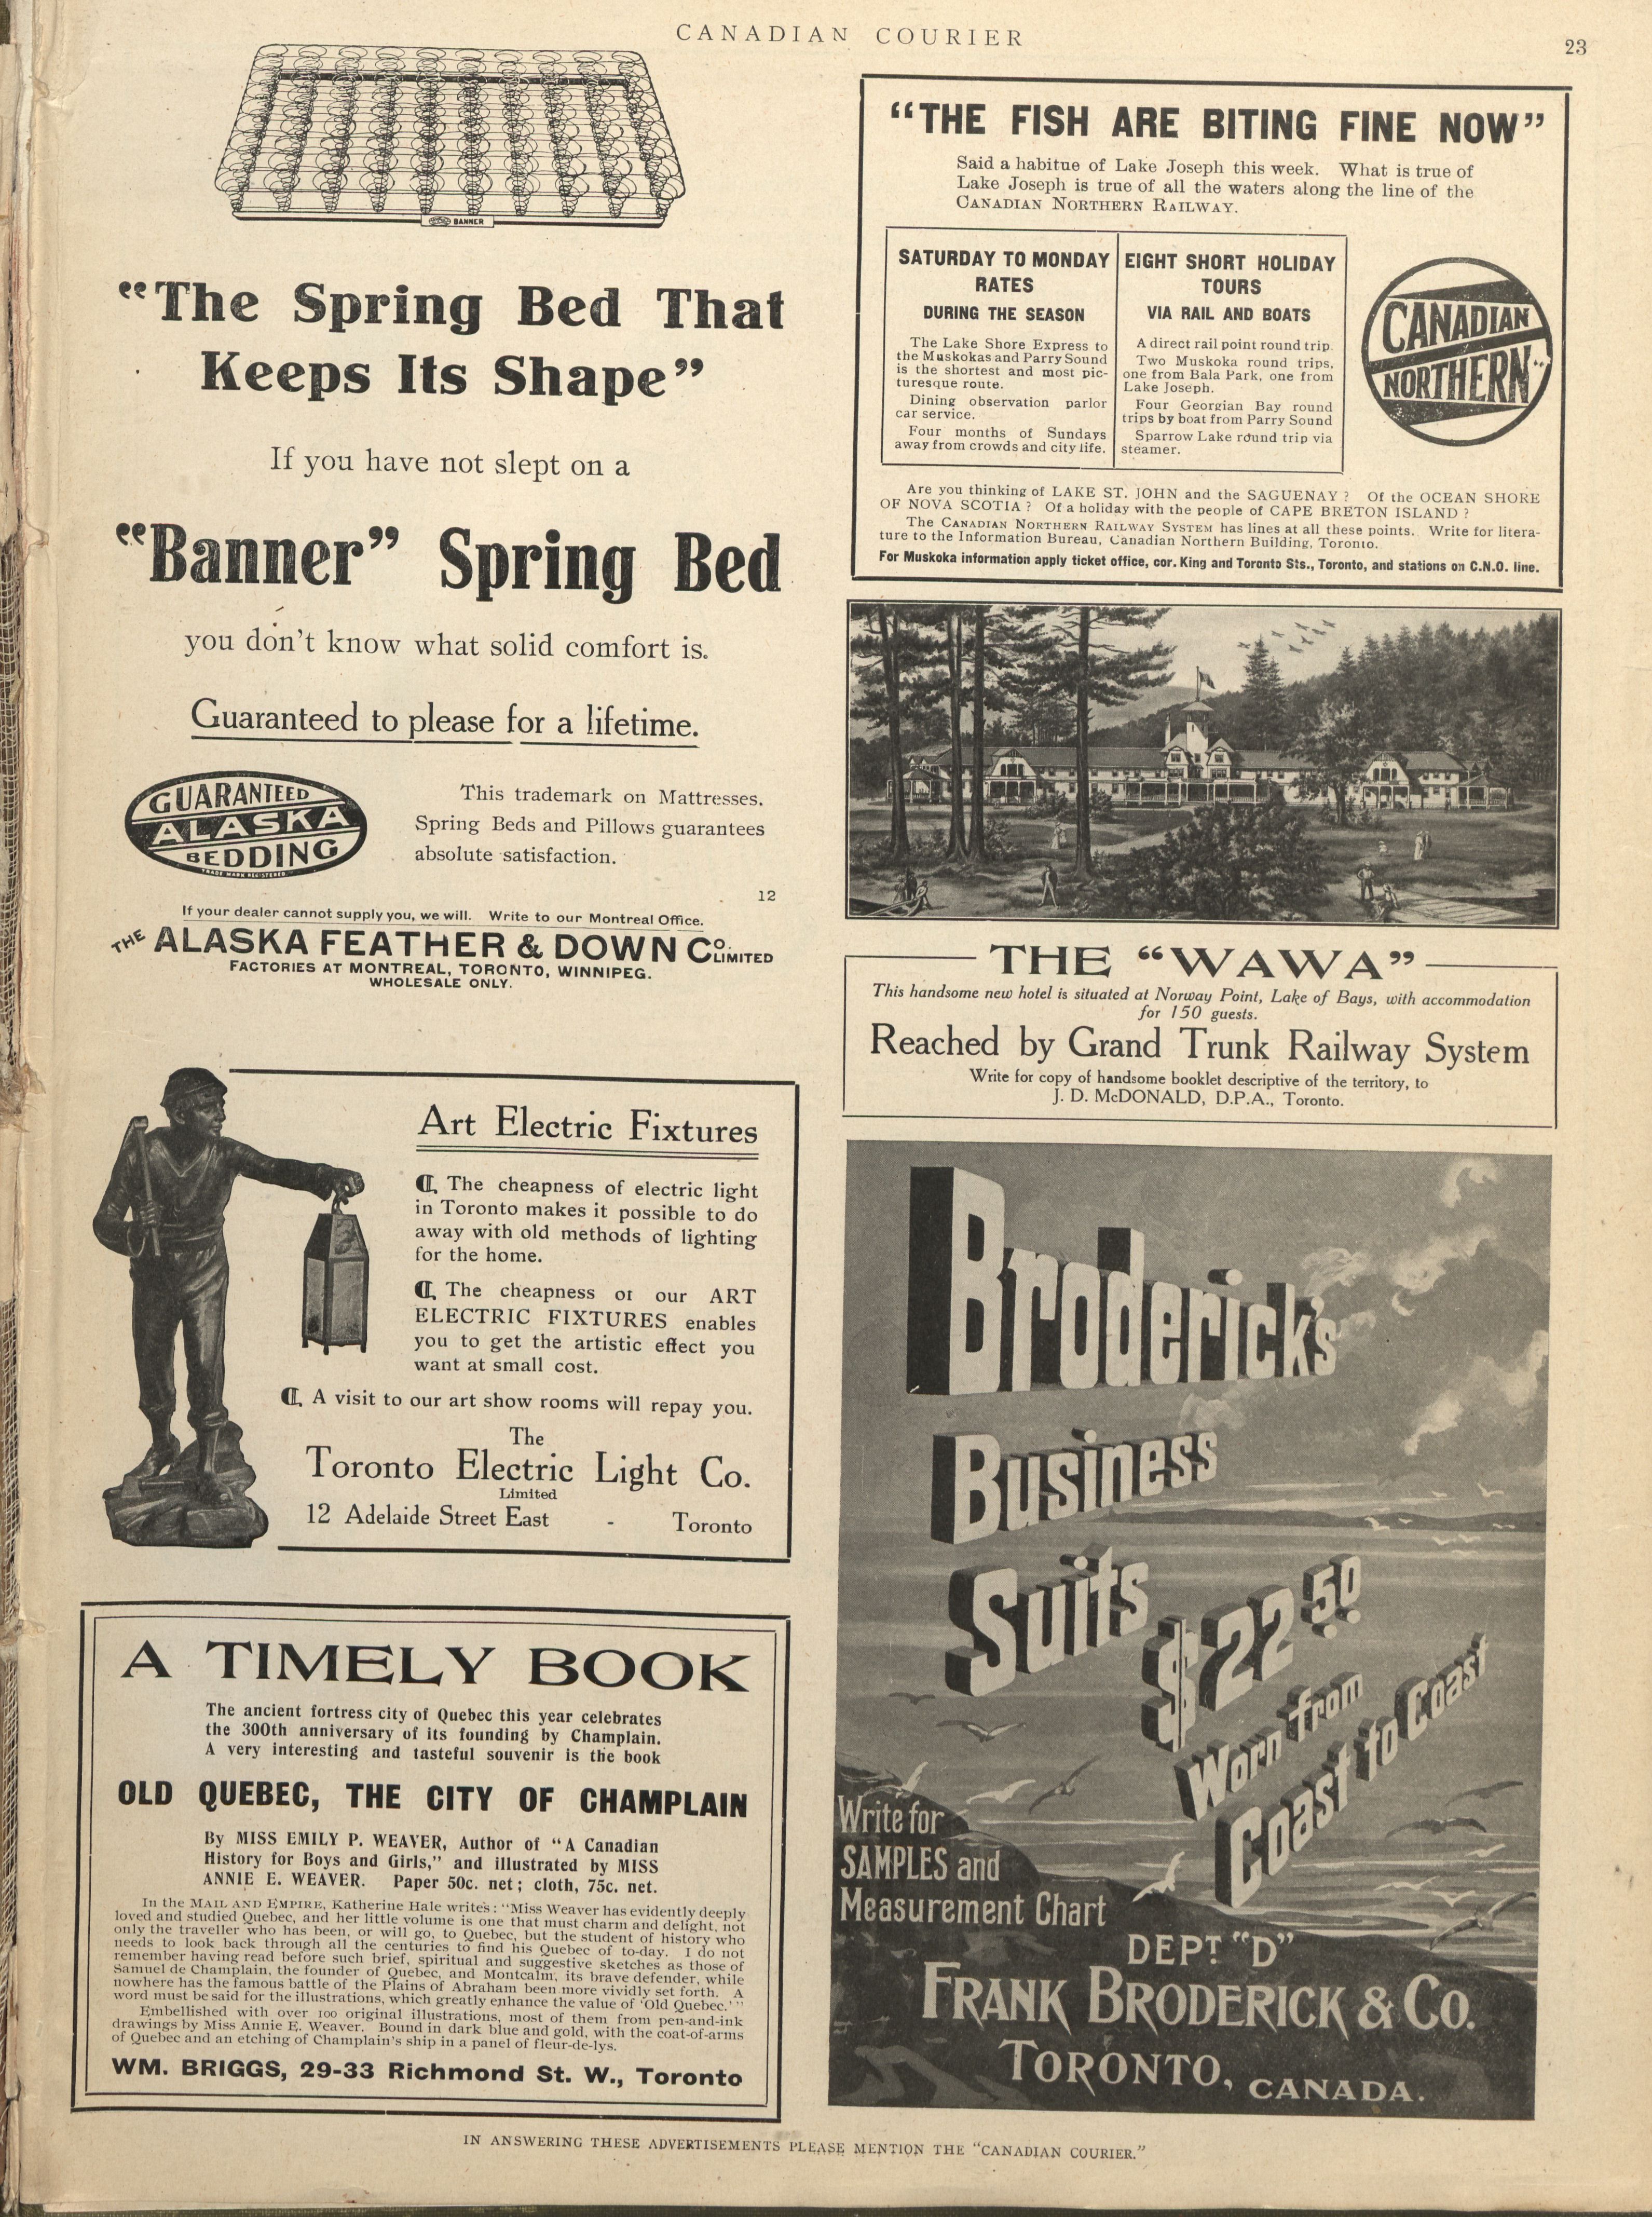 CANADIAN COURIER
23
BANNER
“The Spring Bed That
Keeps Its Shape”
If you have not slept on a
“Banner” Spring Bed
you don't know what solid comfort is.
Guaranteed to please for a lifetime.
GUARANTEED
ALASKA
BEDDING
TRADE MARK REGISTERED.
This trademark on Mattresses.
Spring Beds and Pillows guarantees
absolute satisfaction.
12
If your dealer cannot supply you, we will. Write to our Montreal Office.
THE ALASKA FEATHER & DOWN CO. LIMITED
FACTORIES AT MONTREAL, TORONTO, WINNIPEG.
WHOLESALE ONLY.
Art Electric Fixtures
¶ The cheapness of electric light
in Toronto makes it possible to do
away with old methods of lighting
for the home.
¶ The cheapness of our ART
ELECTRIC FIXTURES enables
you to get the artistic effect you
want at small cost.
¶ A visit to our art show rooms will repay you.
The
Toronto Electric Light Co.
Limited
12 Adelaide Street East - Toronto
A TIMELY BOOK
The ancient fortress city of Quebec this year celebrates
the 300th anniversary of its founding by Champlain.
A very interesting and tasteful souvenir is the book
OLD QUEBEC, THE CITY OF CHAMPLAIN
By MISS EMILY P. WEAVER, Author of “A Canadian
History for Boys and Girls,” and illustrated by MISS
ANNIE E. WEAVER. Paper 50c. net; cloth, 75c. net.
In the MAIL AND EMPIRE, Katherine Hale writes: “Miss Weaver has evidently deeply
loved and studied Quebec, and her little volume is one that must charm and delight, not
only the traveller who has been, or will go, to Quebec, but the student of history who
needs to look back through all the centuries to find his Quebec of to-day. I do not
remember having read before such brief, spiritual and suggestive sketches as those of
Samuel de Champlain, the founder of Quebec, and Montcalm, its brave defender, while
nowhere has the famous battle of the Plains of Abraham been more vividly set forth. A
word must be said for the illustrations, which greatly enhance the value of ‘Old Quebec.’”
Embellished with over 100 original illustrations, most of them from pen-and-ink
drawings by Miss Annie E. Weaver. Bound in dark blue and gold, with the coat-of-arms
of Quebec and an etching of Champlain's ship in a panel of fleur-de-lys.
WM. BRIGGS, 29-33 Richmond St. W., Toronto
“THE FISH ARE BITING FINE NOW”
Said a habitue of Lake Joseph this week. What is true of
Lake Joseph is true of all the waters along the line of the
CANADIAN NORTHERN RAILWAY.
SATURDAY TO MONDAY
RATES
DURING THE SEASON
The Lake Shore Express to
the Muskokas and Parry Sound
is the shortest and most pic-
turesque route.
Dining observation parlor
car service.
Four months of Sundays
away from crowds and city life.
EIGHT SHORT HOLIDAY
TOURS
VIA RAIL AND BOATS
A direct rail point round trip.
Two Muskoka round trips,
one from Bala Park, one from
Lake Joseph.
Four Georgian Bay round
trips by boat from Parry Sound
Sparrow Lake round trip via
steamer.
CANADIAN
NORTHERN
Are you thinking of LAKE ST. JOHN and the SAGUENAY? Of the OCEAN SHORE
OF NOVA SCOTIA? Of a holiday with the people of CAPE BRETON ISLAND?
The CANADIAN NORTHERN RAILWAY SYSTEM has lines at all these points. Write for litera-
ture to the Information Bureau, Canadian Northern Building, Toronto.
For Muskoka information apply ticket office, cor. King and Toronto Sts., Toronto, and stations on C.N.O. line.
THE “WAWA”
This handsome new hotel is situated at Norway Point, Lake of Bays, with accommodation
for 150 guests.
Reached by Grand Trunk Railway System
Write for copy of handsome booklet descriptive of the territory, to
J. D. McDONALD, D.P.A., Toronto.
Broderick's
Business
Suits
$22.50
Worn from
Coast to Coast
Write for
SAMPLES and
Measurement Chart
DEPT. “D”
FRANK BRODERICK & CO.
TORONTO, CANADA.
IN ANSWERING THESE ADVERTISEMENTS PLEASE MENTION THE “CANADIAN COURIER.”